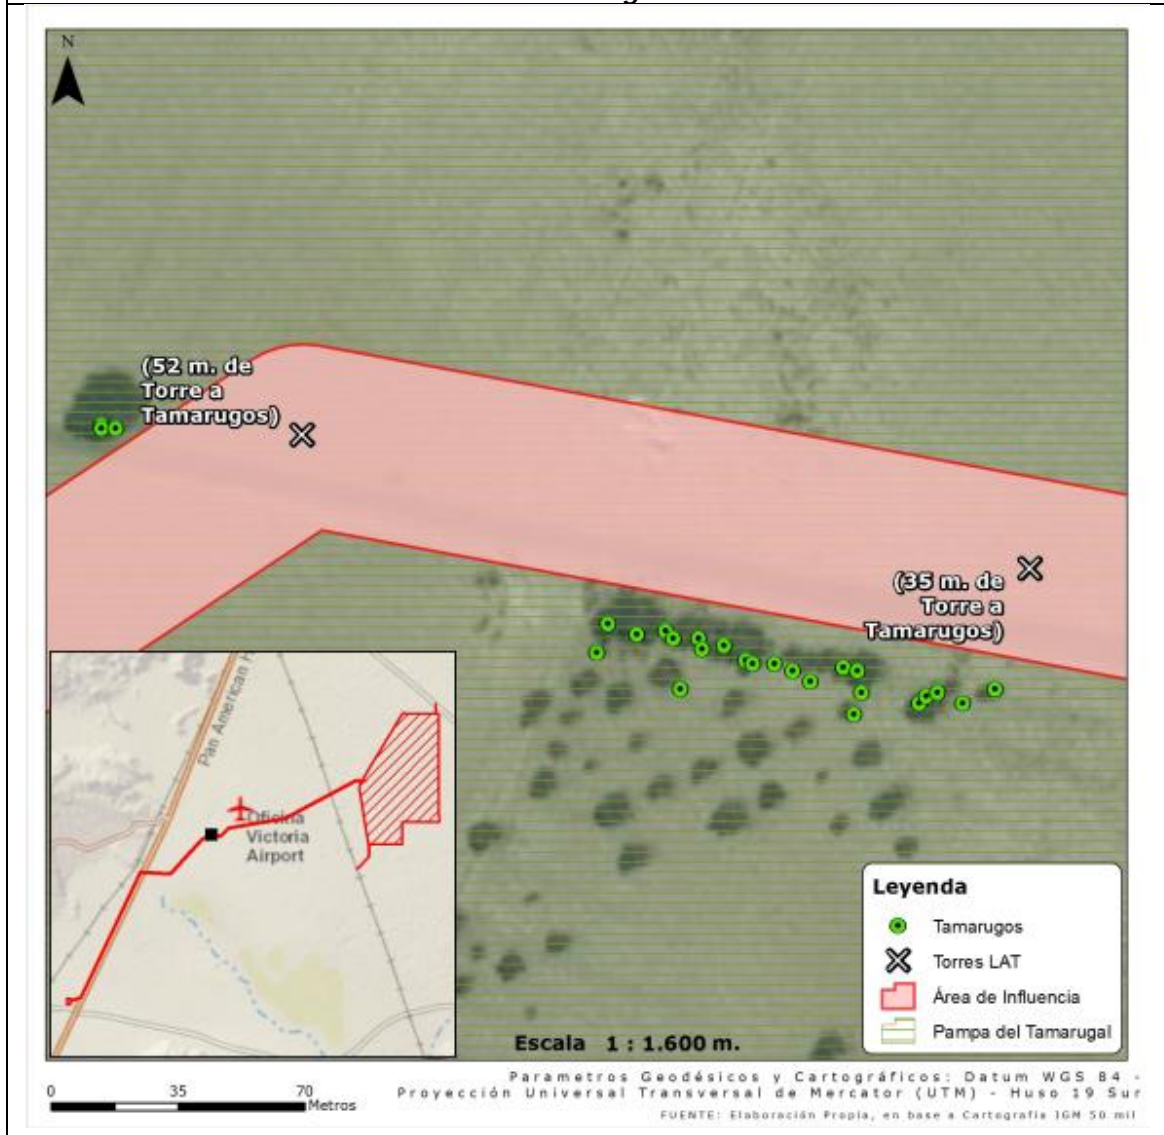 N
(52 m. de
Torre a
Tamarugos)
(35 m. de
Torre a
Tamarugos)
Pan American H
Oficina
Victoria
Airport
Leyenda
Tamarugos
Torres LAT
Área de Influencia
Pampa del Tamarugal
Escala 1 : 1.600 m.
0 35 70
Metros
Parametros Geodésicos y Cartográficos: Datum WGS 84 -
Proyección Universal Transversal de Mercator (UTM) - Huso 19 Sur
FUENTE: Elaboración Propia, en base a Cartografía IGM 50 mil